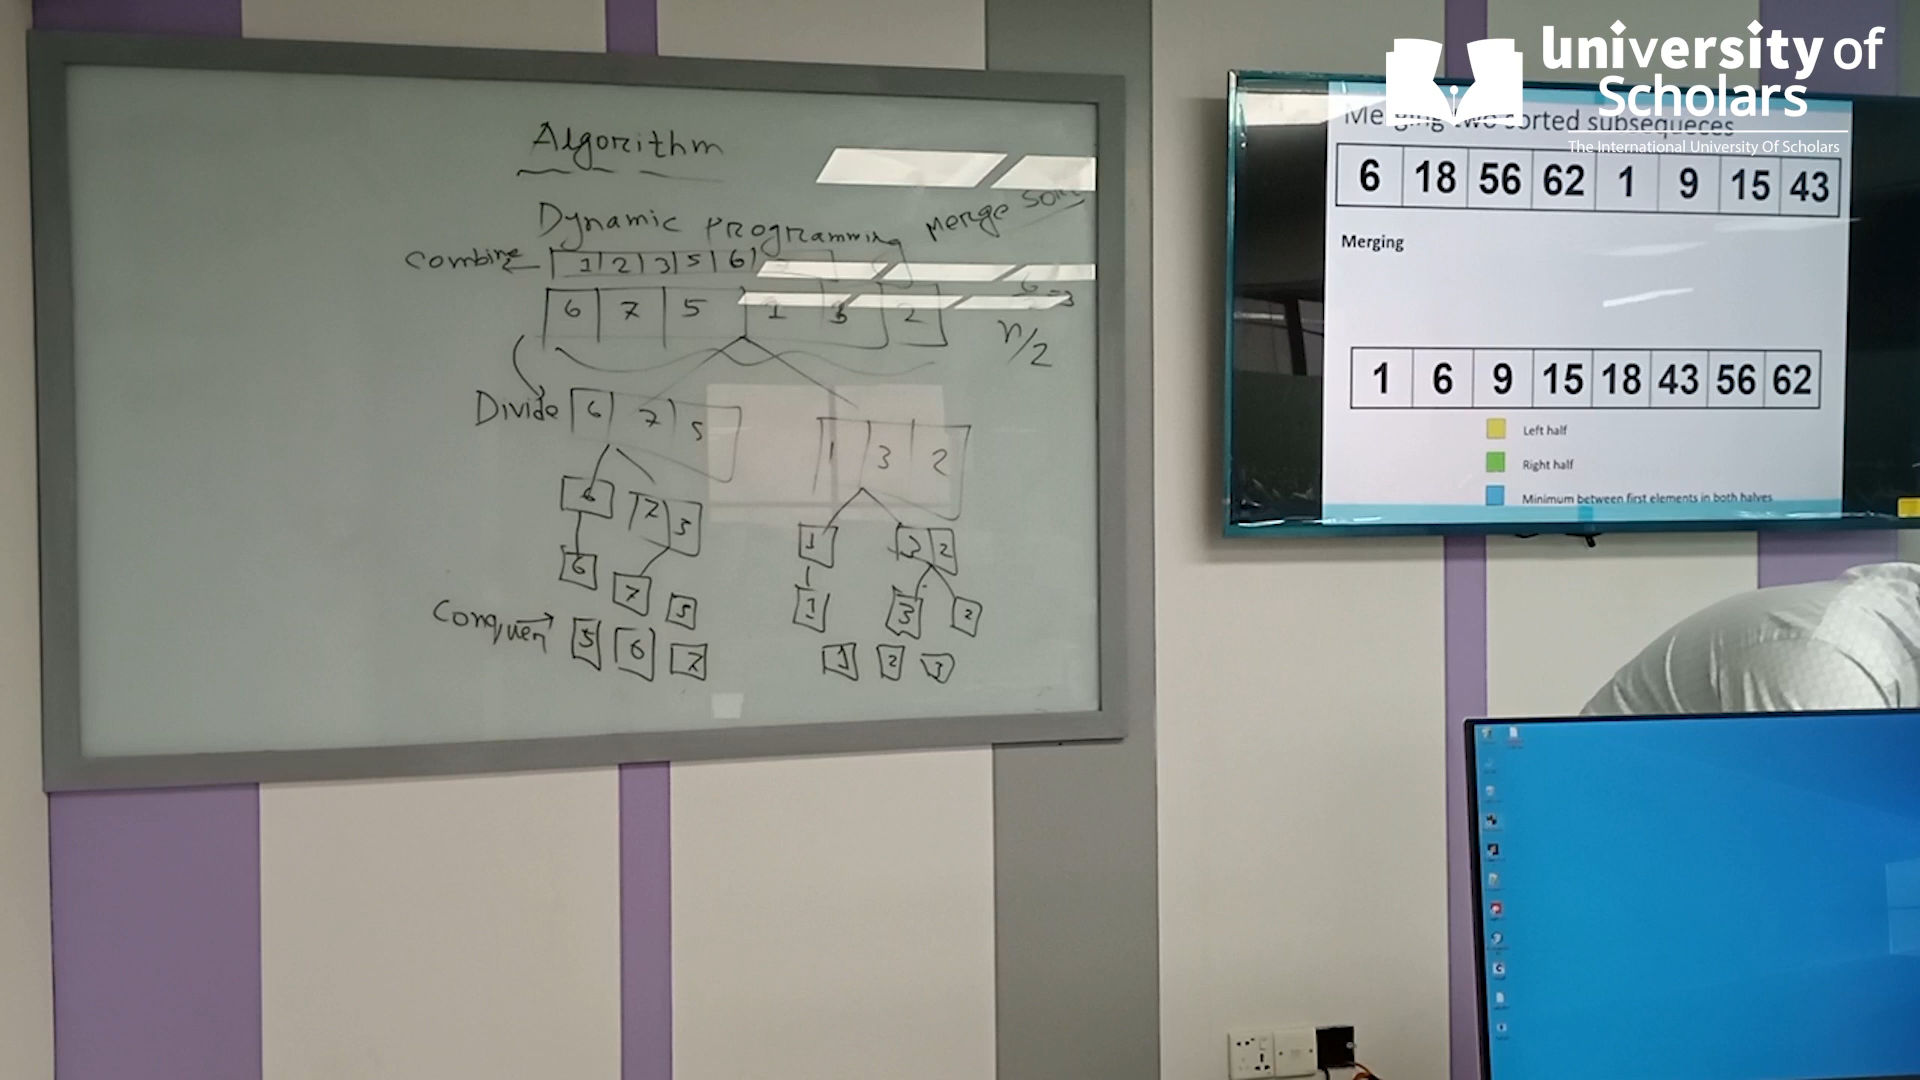 Algorithm
Dynamic programming
merge sort
Combine
1 2 3 5 6
6 7 5 1 3 2
n/2
Divide 6 7 5
1 3 2
6 7 5
1 3 2
6 7 5
1 3 2
Conquer → 5 6 7
1 2 3
university of
Scholars
The International University Of Scholars
Merging two sorted subsequeces
6 18 56 62 1 9 15 43
Merging
1 6 9 15 18 43 56 62
Left half
Right half
Minimum between first elements in both halves